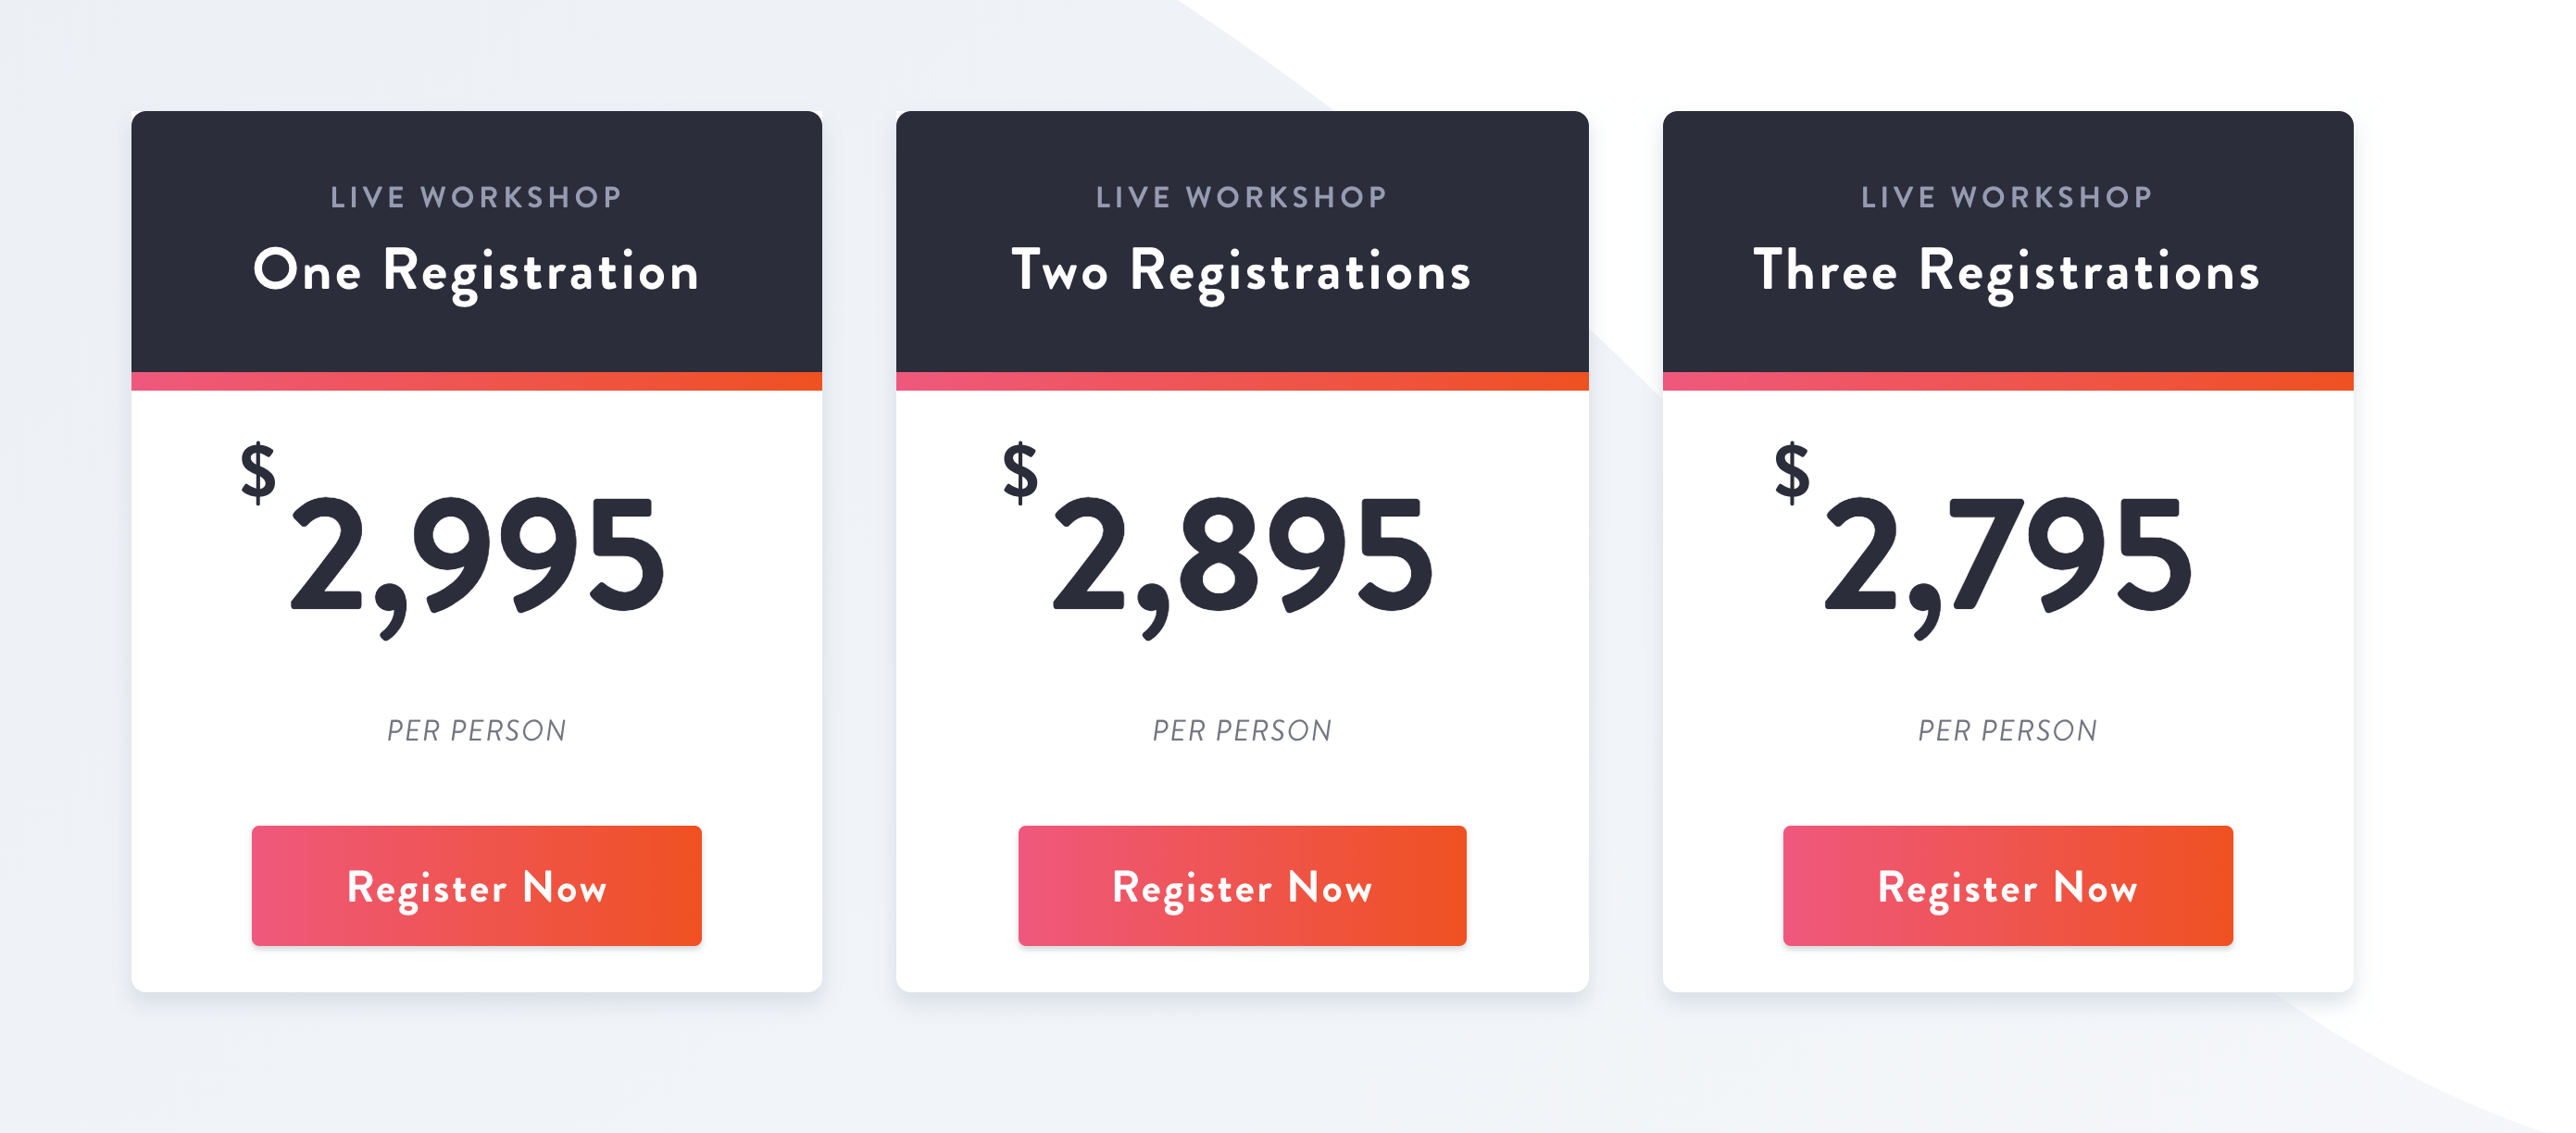 LIVE WORKSHOP
One Registration
$2,995
PER PERSON
Register Now
LIVE WORKSHOP
Two Registrations
$2,895
PER PERSON
Register Now
LIVE WORKSHOP
Three Registrations
$2,795
PER PERSON
Register Now